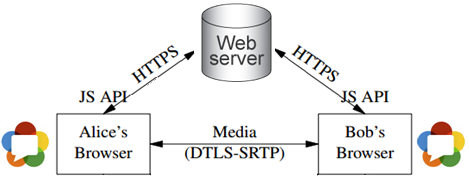 Web
server
HTTPS
HTTPS
JS API
JS API
Alice's
Browser
Media
(DTLS-SRTP)
Bob's
Browser